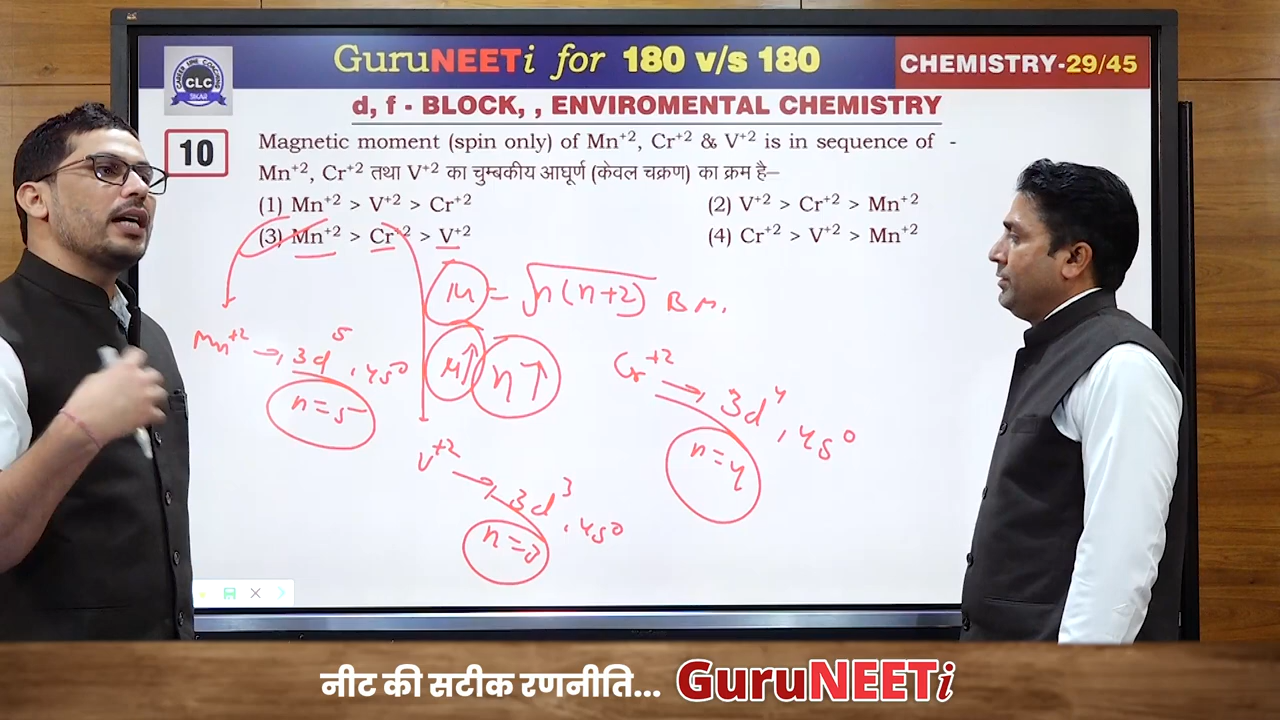 GuruNEETi for 180 v/s 180
CHEMISTRY-29/45
CAREER LINE COACHING
CLC
SIKAR
d, f - BLOCK, , ENVIROMENTAL CHEMISTRY
10
Magnetic moment (spin only) of Mn⁺², Cr⁺² & V⁺² is in sequence of -
Mn⁺², Cr⁺² तथा V⁺² का चुम्बकीय आघूर्ण (केवल चक्रण) का क्रम है–
(1) Mn⁺² > V⁺² > Cr⁺²
(2) V⁺² > Cr⁺² > Mn⁺²
(3) Mn⁺² > Cr⁺² > V⁺²
(4) Cr⁺² > V⁺² > Mn⁺²
μ = √n(n+2) B.M.
Mn⁺² → 3d⁵, 4s⁰
n=5
μ↑ n↑
Cr⁺² → 3d⁴, 4s⁰
n=4
V⁺² → 3d³, 4s⁰
n=3
नीट की सटीक रणनीति... GuruNEETi